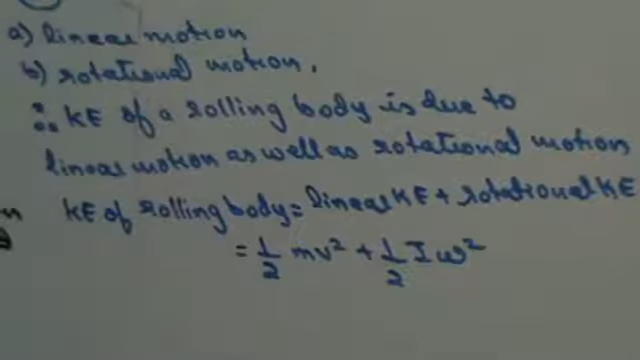 a) linear motion
b) rotational motion.
∴ KE of a rolling body is due to
linear motion as well as rotational motion
KE of rolling body = linear KE + rotational KE
= 1/2 mv² + 1/2 Iω²